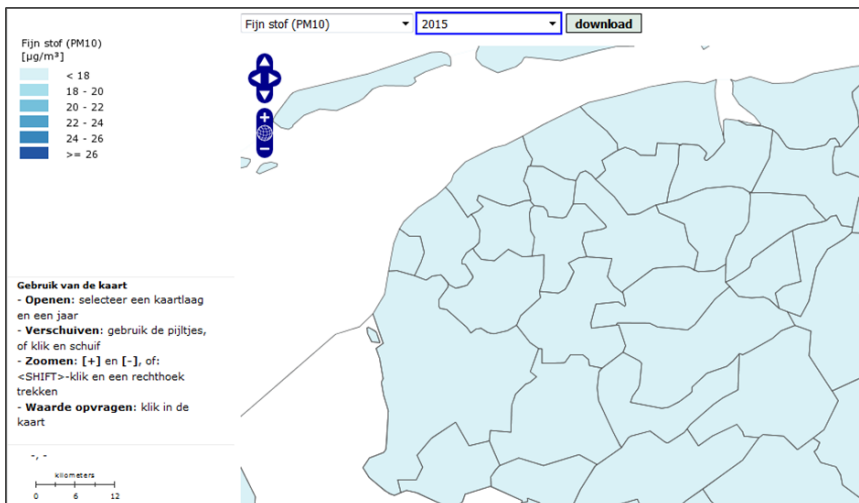 Fijn stof (PM10)
2015
download
Fijn stof (PM10)
[µg/m³]
< 18
18 - 20
20 - 22
22 - 24
24 - 26
>= 26
Gebruik van de kaart
- Openen: selecteer een kaartlaag
en een jaar
- Verschuiven: gebruik de pijltjes,
of klik en schuif
- Zoomen: [+] en [-], of:
<SHIFT>-klik en een rechthoek
trekken
- Waarde opvragen: klik in de
kaart
-, -
kilometers
0 6 12